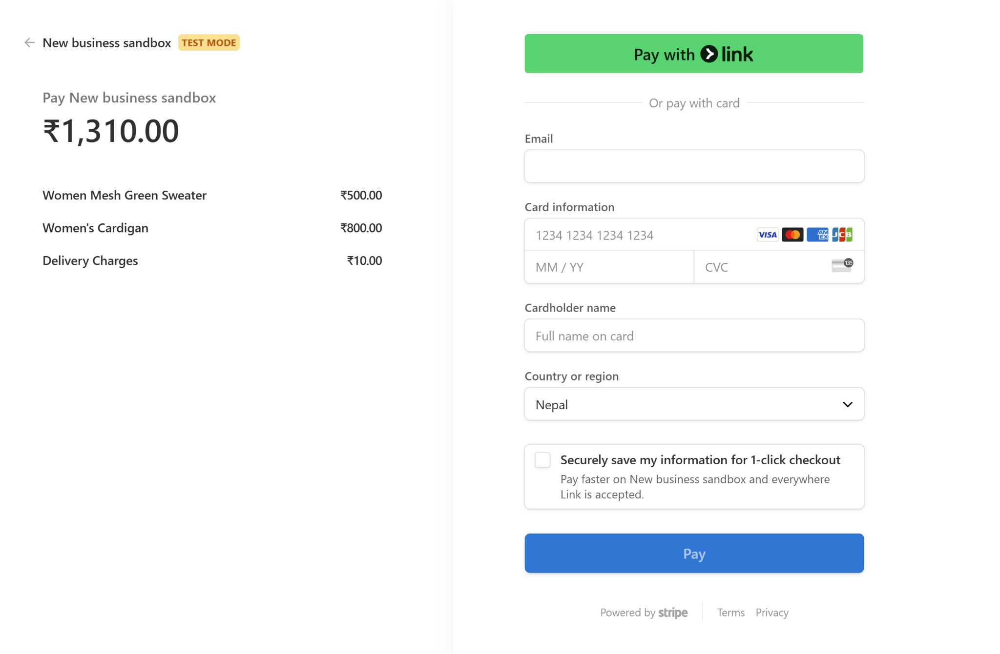 New business sandbox TEST MODE
Pay New business sandbox
₹1,310.00
Women Mesh Green Sweater ₹500.00
Women's Cardigan ₹800.00
Delivery Charges ₹10.00
Pay with link
Or pay with card
Email
Card information
1234 1234 1234 1234 VISA AMEX JCB
MM / YY CVC 135
Cardholder name
Full name on card
Country or region
Nepal
Securely save my information for 1-click checkout
Pay faster on New business sandbox and everywhere
Link is accepted.
Pay
Powered by stripe Terms Privacy